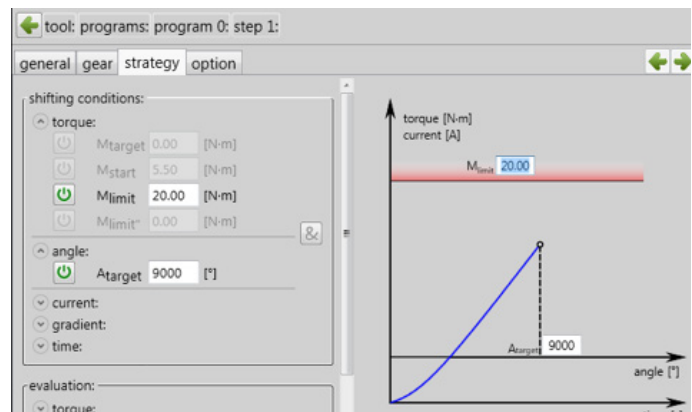 tool: programs: program 0: step 1:
general gear strategy option
shifting conditions:
torque:
Mtarget 0.00 [N·m]
Mstart 5.50 [N·m]
Mlimit 20.00 [N·m]
Mlimit- 0.00 [N·m]
&
angle:
Atarget 9000 [°]
current:
gradient:
time:
evaluation:
torque:
torque [N·m]
current [A]
Mlimit 20.00
Atarget 9000
angle [°]